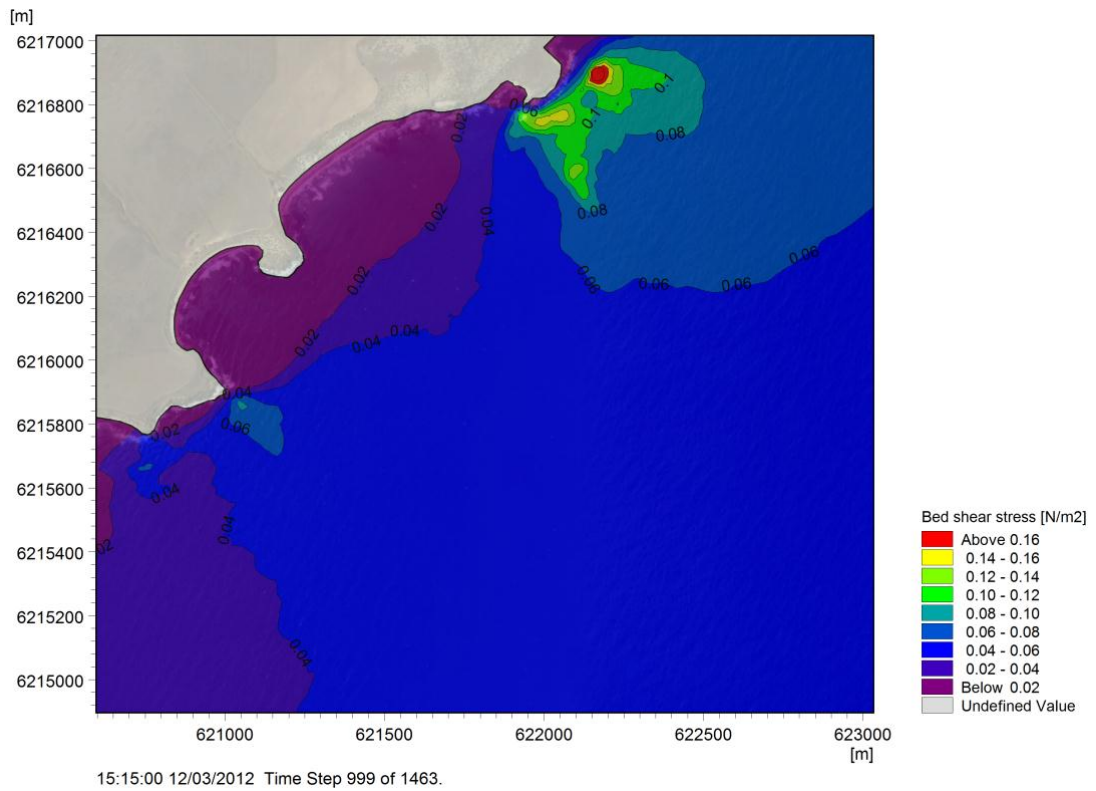 [m]
6217000
6216800
6216600
6216400
6216200
6216000
6215800
6215600
6215400
6215200
6215000
621000
621500
622000
622500
623000
[m]
0.06
0.02
0.1
0.1
0.08
0.02
0.04
0.08
0.06
0.02
0.06
0.06
0.06
0.02
0.04
0.04
0.04
0.06
0.02
0.04
0.04
02
0.04
Bed shear stress [N/m2]
Above 0.16
0.14 - 0.16
0.12 - 0.14
0.10 - 0.12
0.08 - 0.10
0.06 - 0.08
0.04 - 0.06
0.02 - 0.04
Below 0.02
Undefined Value
15:15:00 12/03/2012 Time Step 999 of 1463.